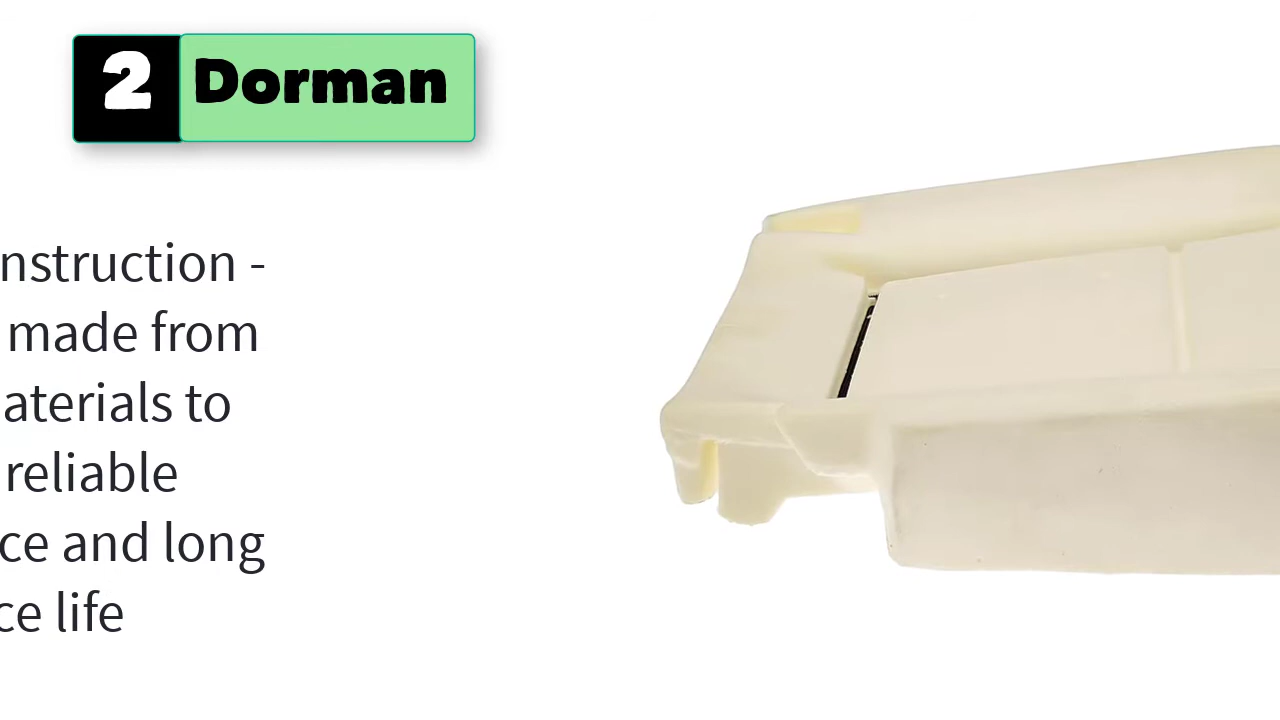 2 Dorman
nstruction -
made from
aterials to
reliable
ce and long
ce life